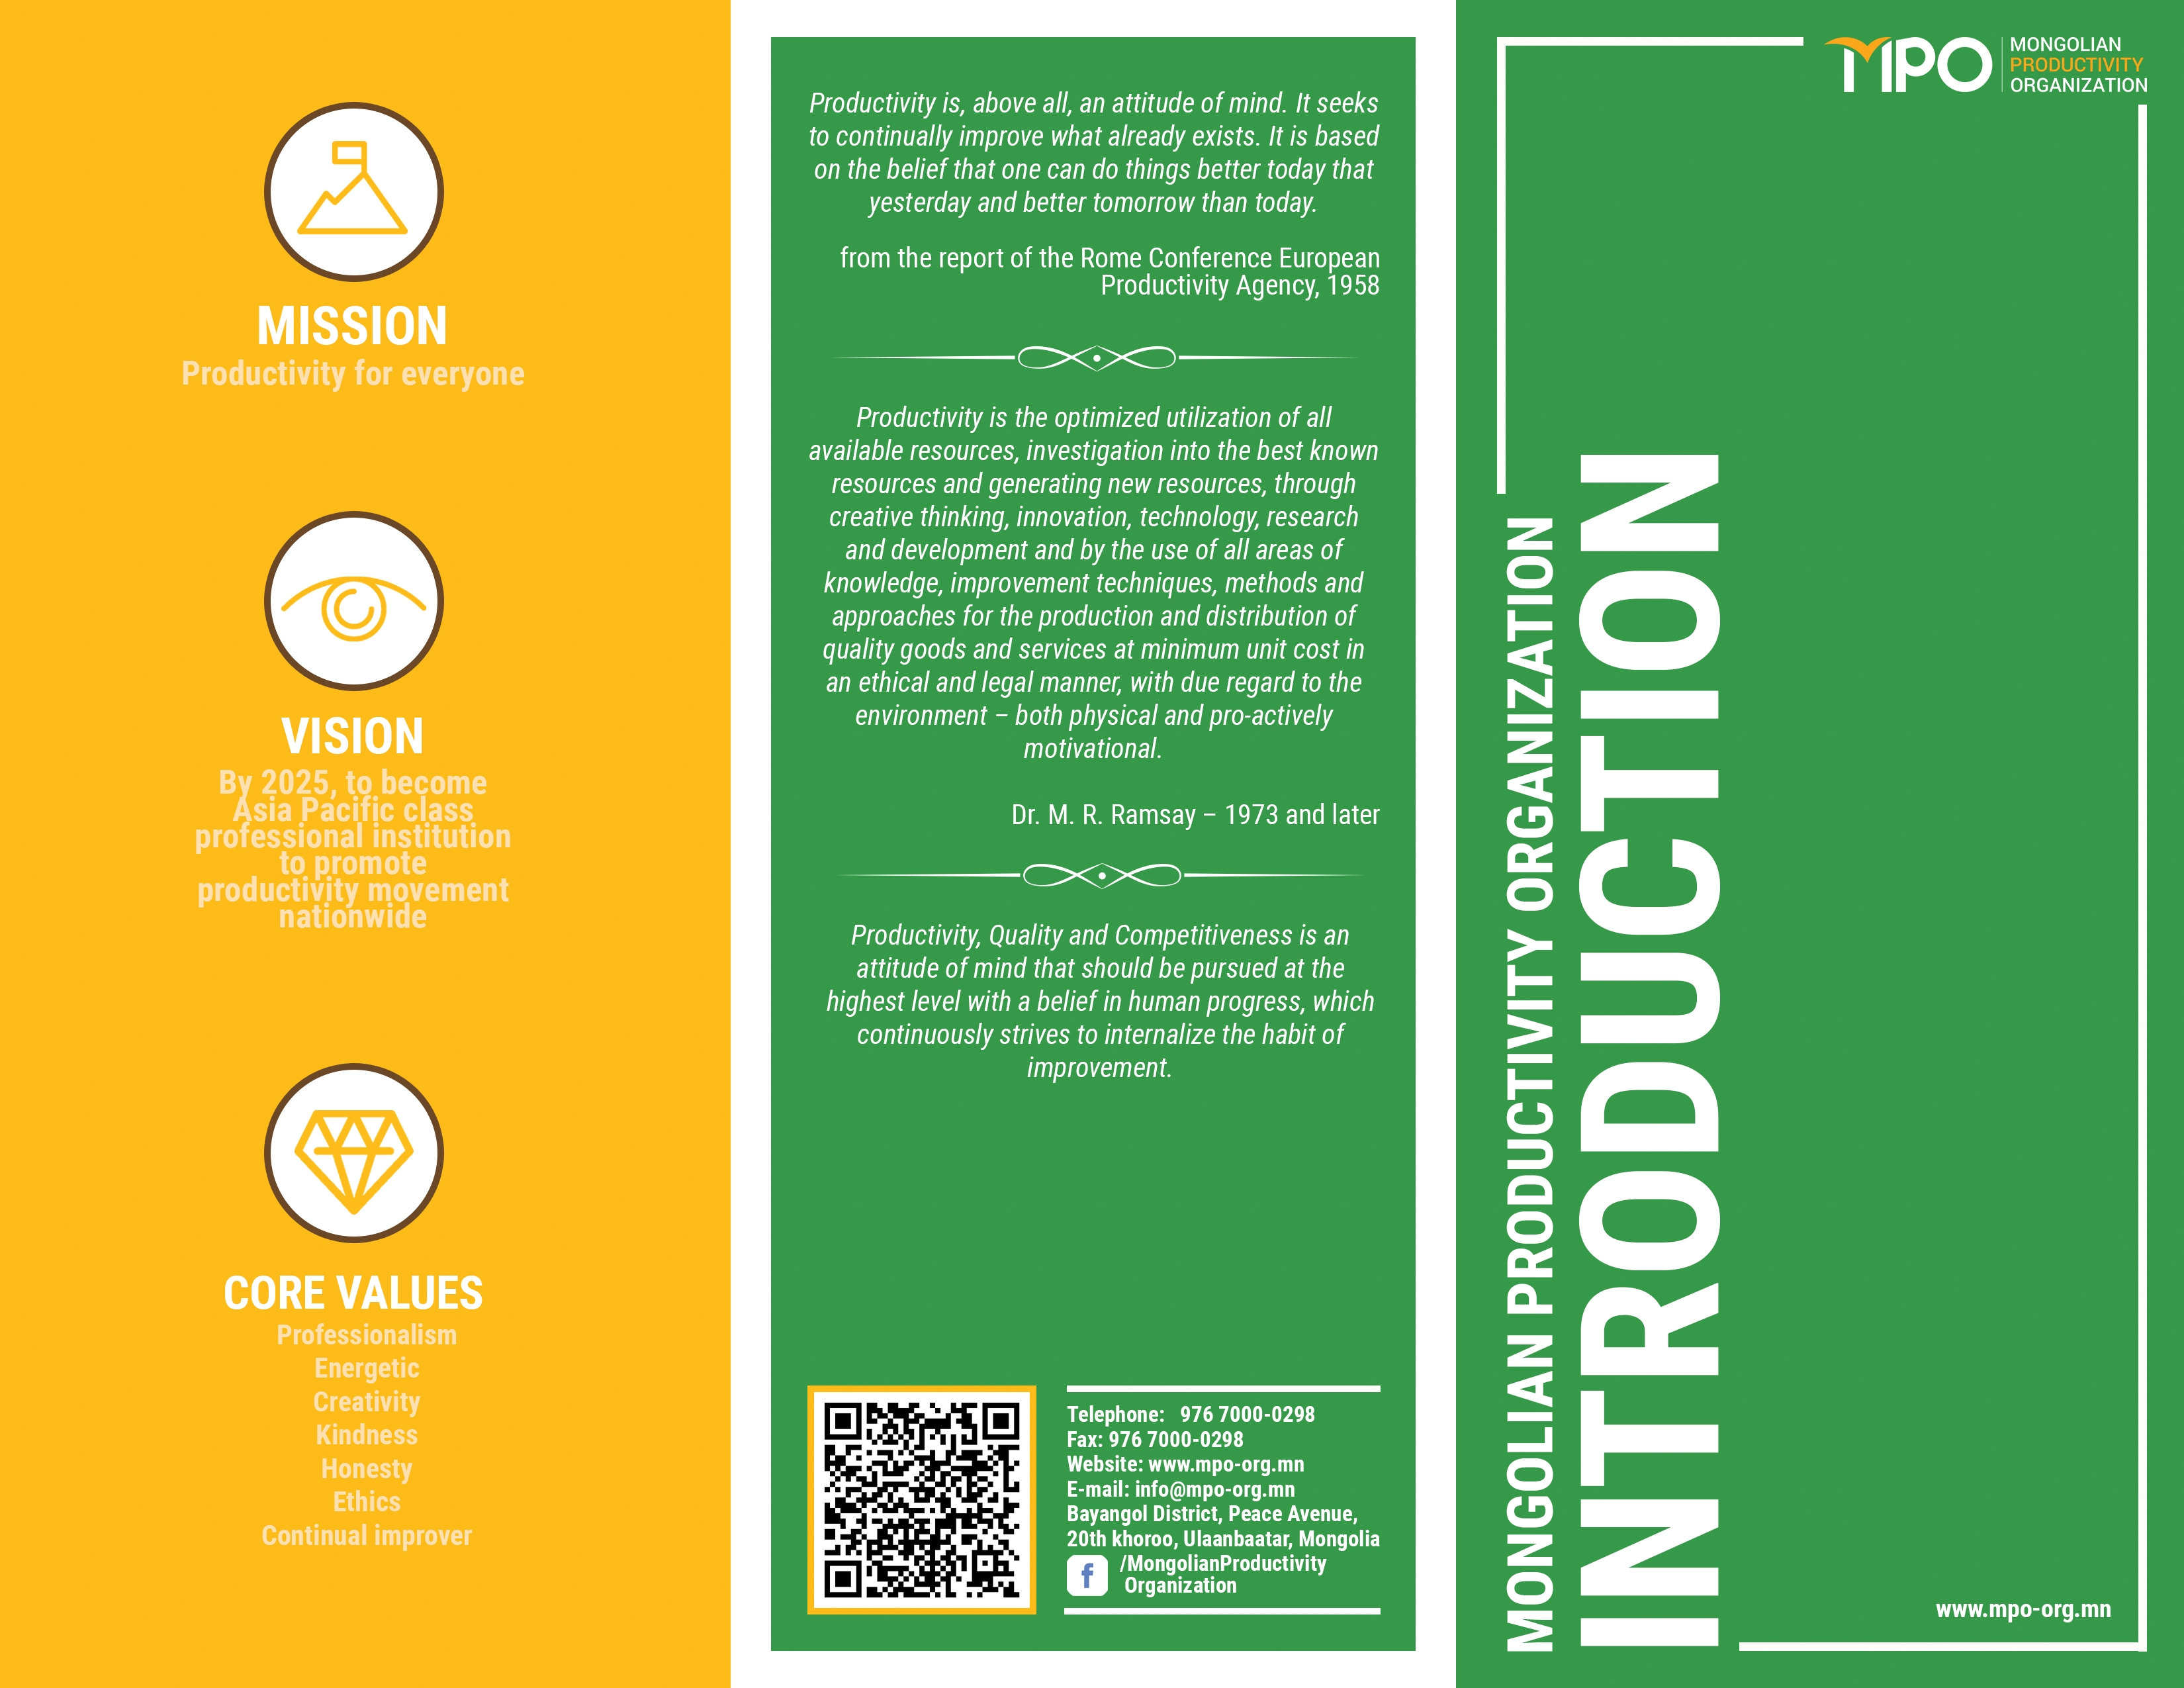 MISSION
Productivity for everyone
VISION
By 2025, to become
Asia Pacific class
professional institution
to promote
productivity movement
nationwide
CORE VALUES
Professionalism
Energetic
Creativity
Kindness
Honesty
Ethics
Continual improver
Productivity is, above all, an attitude of mind. It seeks
to continually improve what already exists. It is based
on the belief that one can do things better today that
yesterday and better tomorrow than today.
from the report of the Rome Conference European
Productivity Agency, 1958
Productivity is the optimized utilization of all
available resources, investigation into the best known
resources and generating new resources, through
creative thinking, innovation, technology, research
and development and by the use of all areas of
knowledge, improvement techniques, methods and
approaches for the production and distribution of
quality goods and services at minimum unit cost in
an ethical and legal manner, with due regard to the
environment – both physical and pro-actively
motivational.
Dr. M. R. Ramsay – 1973 and later
Productivity, Quality and Competitiveness is an
attitude of mind that should be pursued at the
highest level with a belief in human progress, which
continuously strives to internalize the habit of
improvement.
Telephone: 976 7000-0298
Fax: 976 7000-0298
Website: www.mpo-org.mn
E-mail: info@mpo-org.mn
Bayangol District, Peace Avenue,
20th khoroo, Ulaanbaatar, Mongolia
f /MongolianProductivity
Organization
MPO
MONGOLIAN
PRODUCTIVITY
ORGANIZATION
MONGOLIAN PRODUCTIVITY ORGANIZATION
INTRODUCTION
www.mpo-org.mn